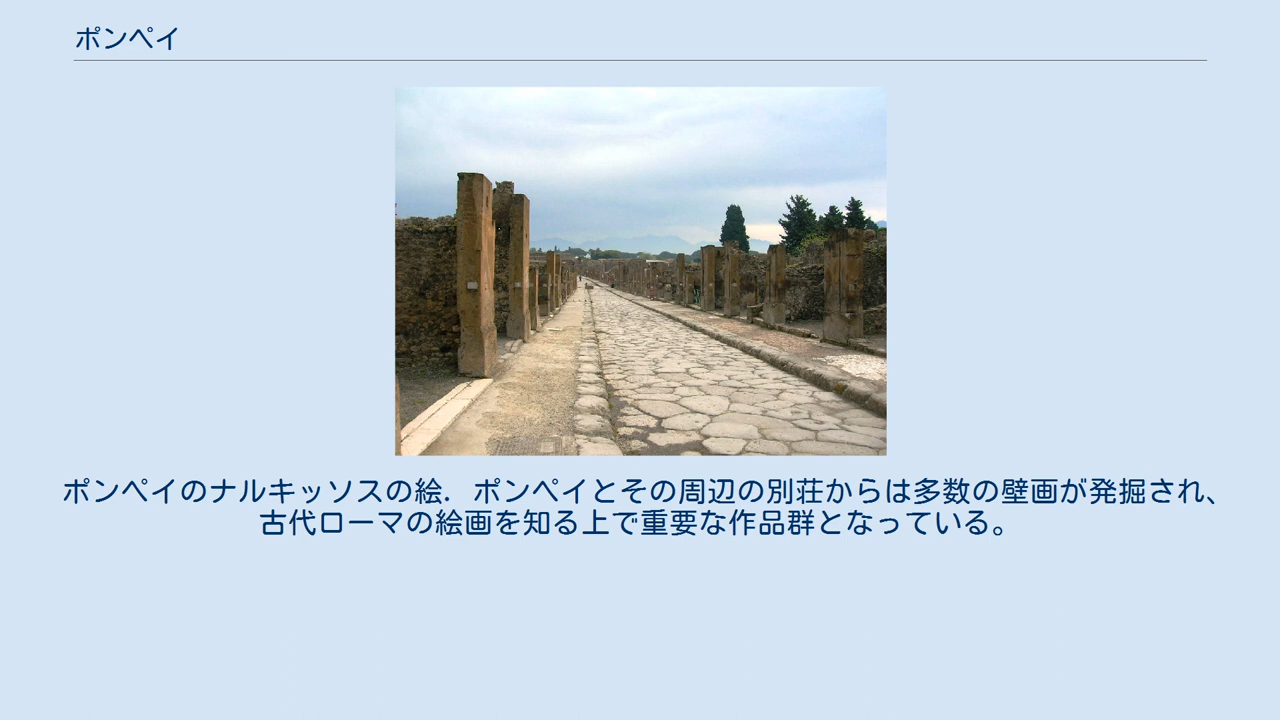 ポンペイ
ポンペイのナルキッソスの絵．ポンペイとその周辺の別荘からは多数の壁画が発掘され、
古代ローマの絵画を知る上で重要な作品群となっている。